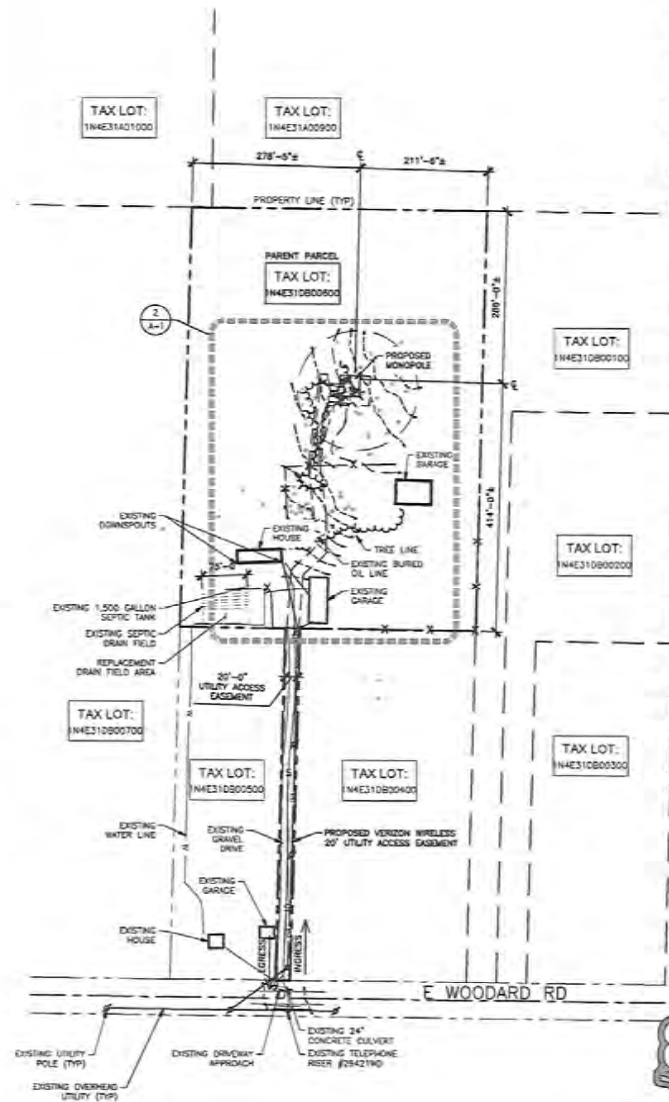 TAX LOT:
1N4E31A01000
TAX LOT:
1N4E31A00900
278'-5"±
211'-6"±
PROPERTY LINE (TYP)
PARENT PARCEL
TAX LOT:
1N4E31DB00600
2
A-1
PROPOSED
MONOPOLE
TAX LOT:
1N4E31DB00100
EXISTING
GARAGE
414'-0"±
EXISTING
DOWNSPOUTS
EXISTING
HOUSE
TREE LINE
EXISTING BURIED
OIL LINE
EXISTING
GARAGE
TAX LOT:
1N4E31DB00200
EXISTING 1,500 GALLON
SEPTIC TANK
EXISTING SEPTIC
DRAIN FIELD
REPLACEMENT
DRAIN FIELD AREA
20'-0"
UTILITY ACCESS
EASEMENT
TAX LOT:
1N4E31DB00700
TAX LOT:
1N4E31DB00500
TAX LOT:
1N4E31DB00400
TAX LOT:
1N4E31DB00300
EXISTING
WATER LINE
EXISTING
GRAVEL
DRIVE
PROPOSED VERIZON WIRELESS
20' UTILITY ACCESS EASEMENT
EXISTING
GARAGE
EXISTING
HOUSE
EGRESS
INGRESS
E WOODARD RD
EXISTING UTILITY
POLE (TYP)
EXISTING OVERHEAD
UTILITY (TYP)
EXISTING DRIVEWAY
APPROACH
EXISTING 24"
CONCRETE CULVERT
EXISTING TELEPHONE
RISER #29421WD